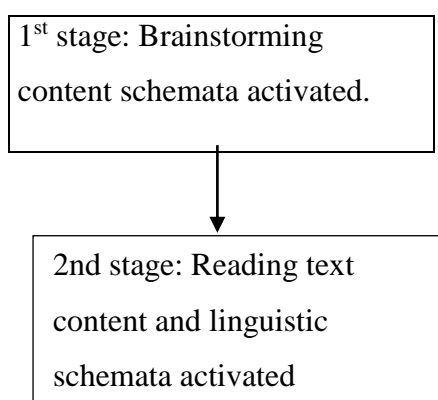 1st stage: Brainstorming
content schemata activated.
2nd stage: Reading text
content and linguistic
schemata activated